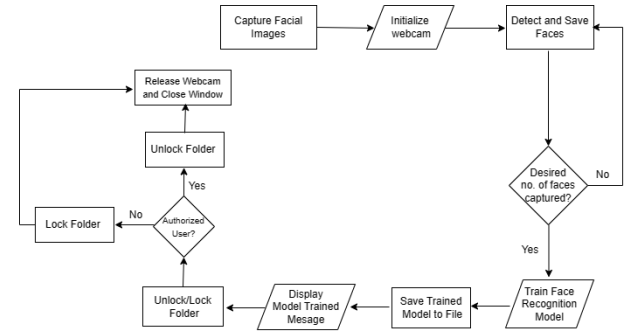 Capture Facial
Images
Initialize
webcam
Detect and Save
Faces
Desired
no. of faces
captured?
No
Yes
Train Face
Recognition
Model
Save Trained
Model to File
Display
Model Trained
Mesage
Unlock/Lock
Folder
Authorized
User?
No
Lock Folder
Yes
Unlock Folder
Release Webcam
and Close Window